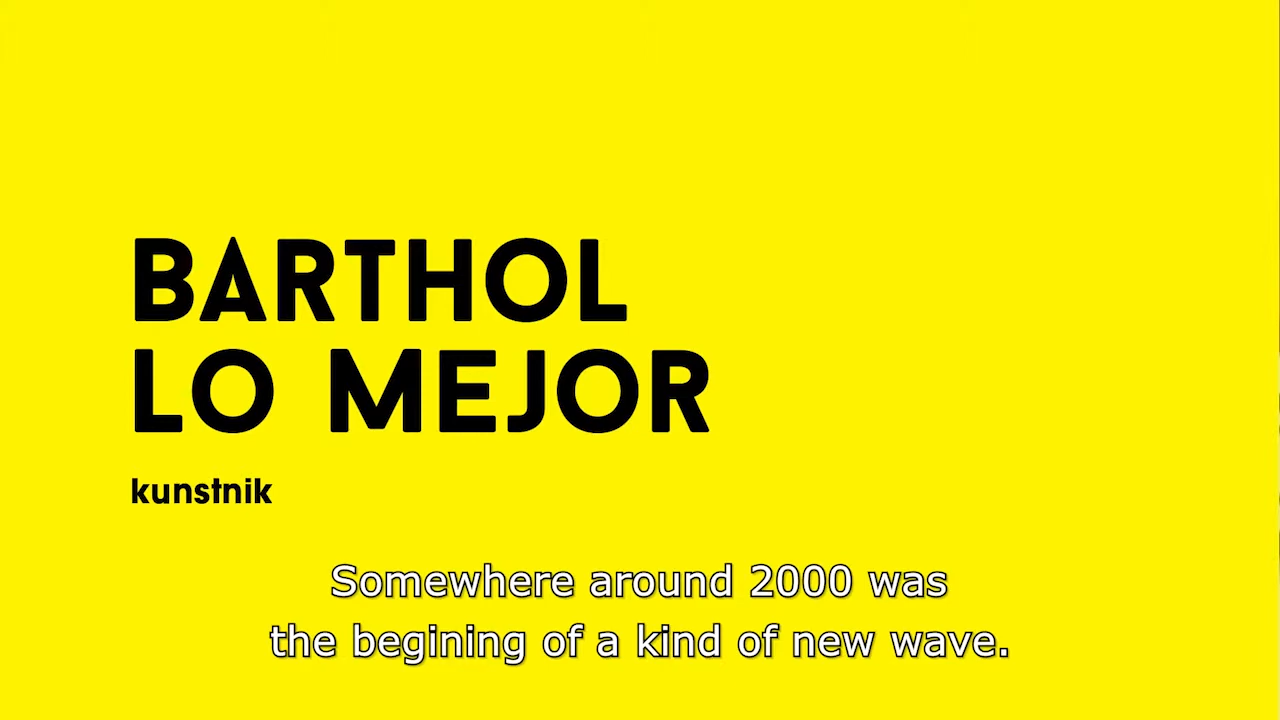 BARTHOL
LO MEJOR
kunstnik
Somewhere around 2000 was
the begining of a kind of new wave.